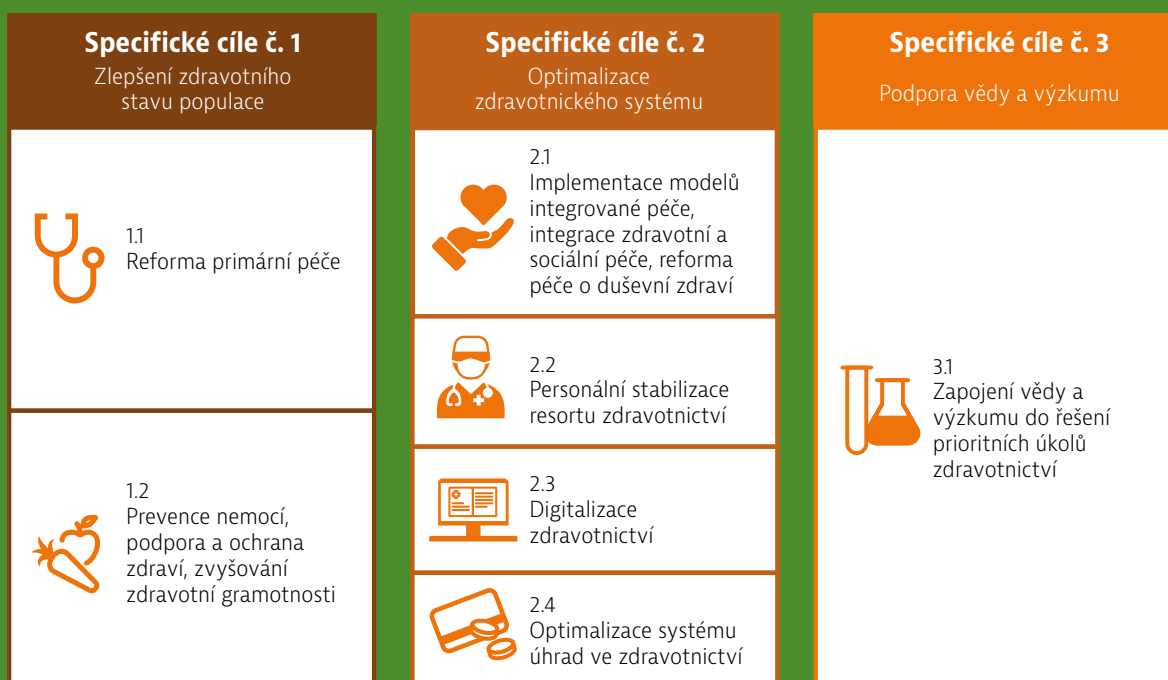 Specifické cíle č. 1
Zlepšení zdravotního
stavu populace
1.1
Reforma primární péče
1.2
Prevence nemocí,
podpora a ochrana
zdraví, zvyšování
zdravotní gramotnosti
Specifické cíle č. 2
Optimalizace
zdravotnického systému
2.1
Implementace modelů
integrované péče,
integrace zdravotní a
sociální péče, reforma
péče o duševní zdraví
2.2
Personální stabilizace
resortu zdravotnictví
2.3
Digitalizace
zdravotnictví
2.4
Optimalizace systému
úhrad ve zdravotnictví
Specifické cíle č. 3
Podpora vědy a výzkumu
3.1
Zapojení vědy a
výzkumu do řešení
prioritních úkolů
zdravotnictví